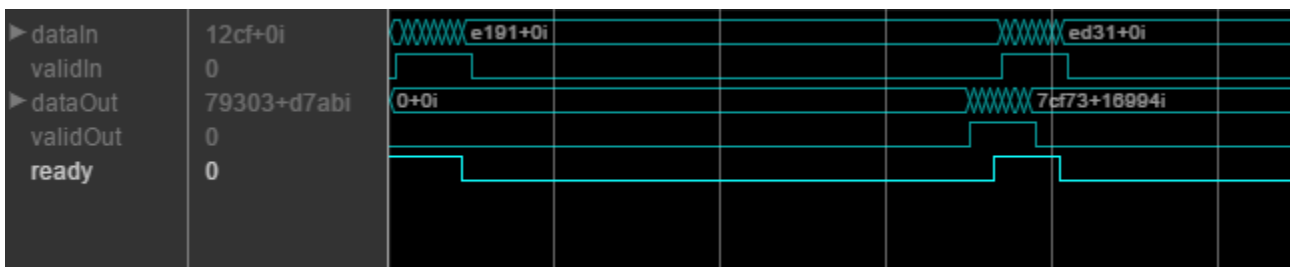 dataIn 12cf+0i e191+0i ed31+0i
validIn 0
dataOut 79303+d7abi 0+0i 7cf73+16994i
validOut 0
ready 0